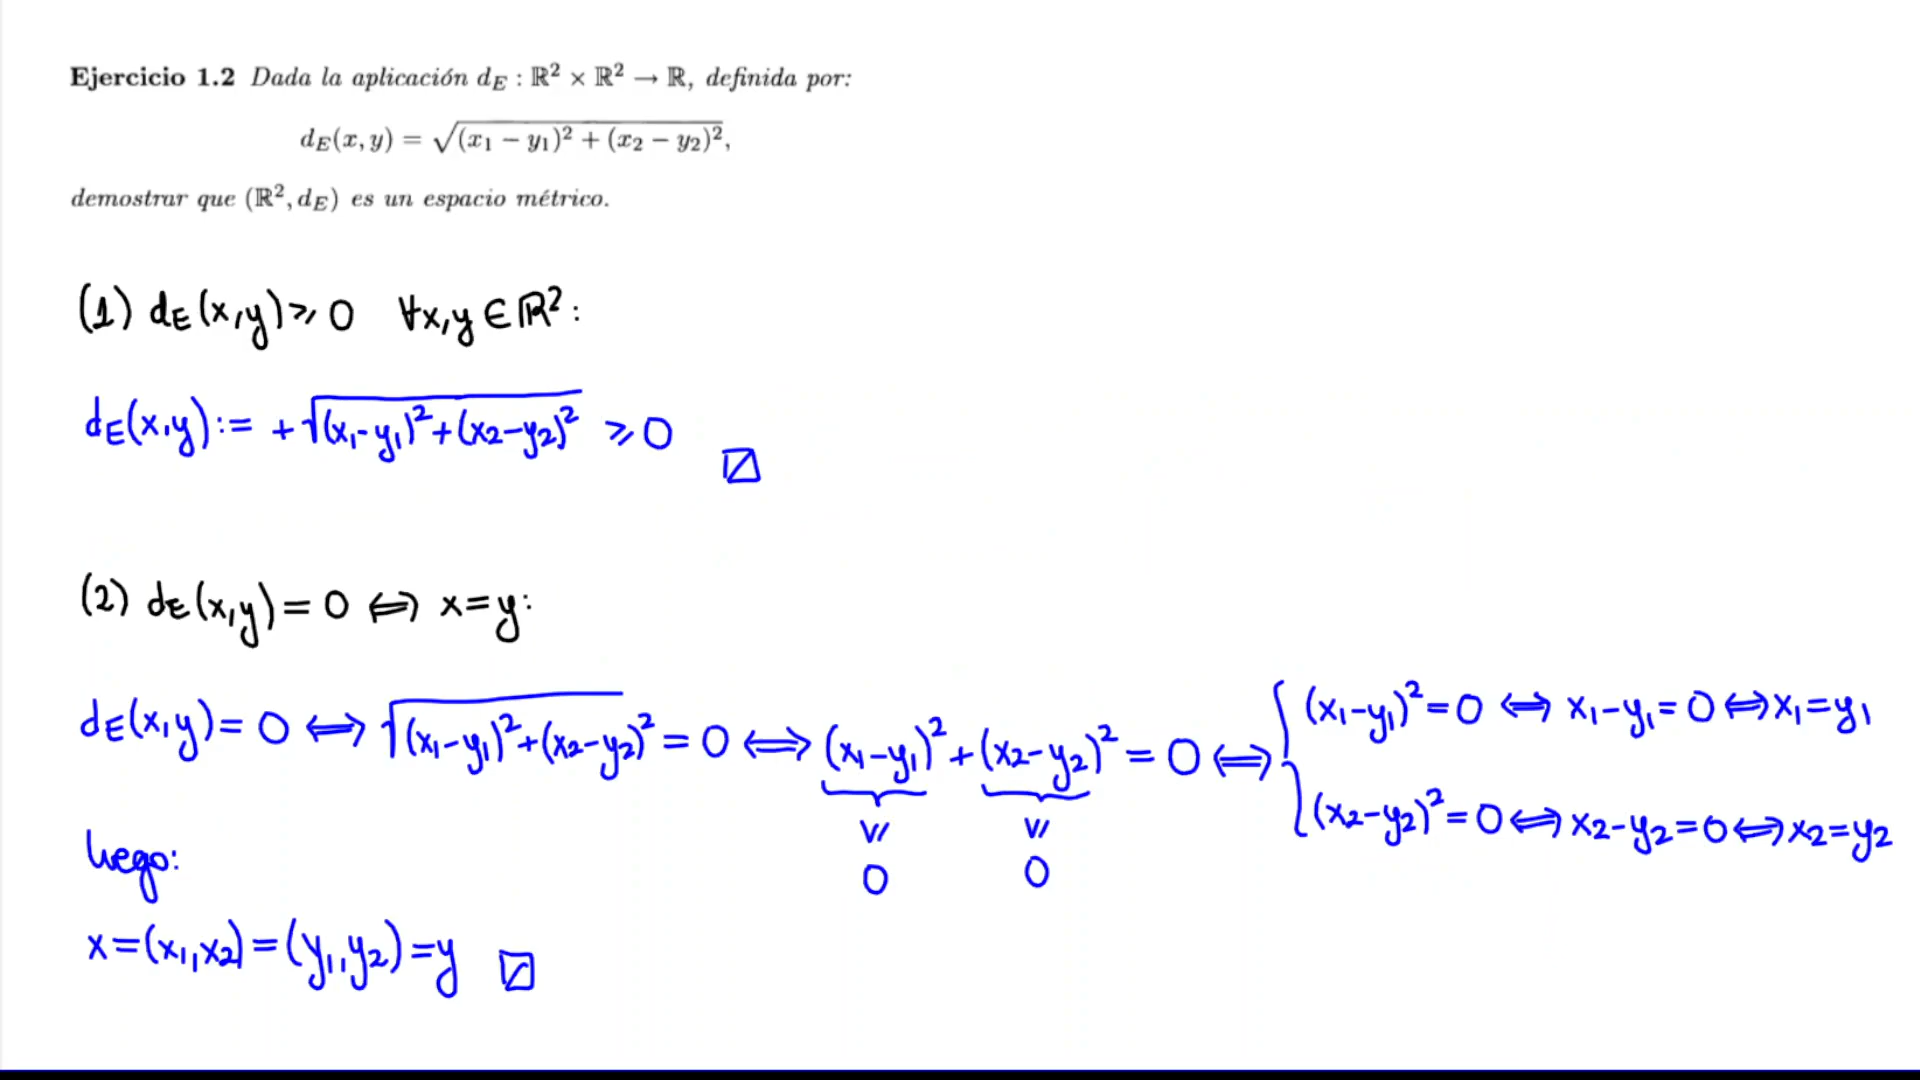 Ejercicio 1.2 Dada la aplicación d_E : ℝ² × ℝ² → ℝ, definida por:
d_E(x, y) = √((x₁ − y₁)² + (x₂ − y₂)²),
demostrar que (ℝ², d_E) es un espacio métrico.
(1) d_E(x,y) ⩾ 0 ∀x,y ∈ ℝ²:
d_E(x,y) := +√((x₁-y₁)²+(x₂-y₂)²) ⩾ 0 ☑
(2) d_E(x,y) = 0 ⟺ x=y:
d_E(x,y) = 0 ⟺ √((x₁-y₁)²+(x₂-y₂)²) = 0 ⟺ (x₁-y₁)² + (x₂-y₂)² = 0 ⟺ { (x₁-y₁)² = 0 ⟺ x₁-y₁ = 0 ⟺ x₁=y₁
(x₂-y₂)² = 0 ⟺ x₂-y₂ = 0 ⟺ x₂=y₂
V/ V/
0 0
luego:
x=(x₁,x₂)=(y₁,y₂)=y ☑